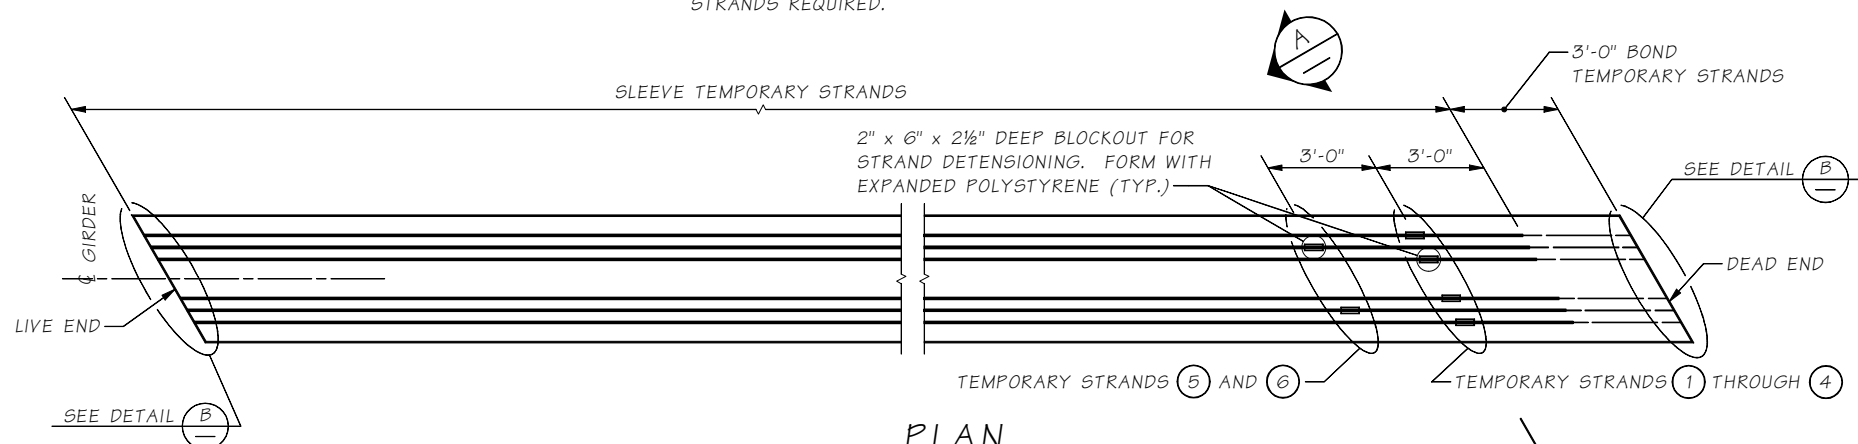 STRANDS REQUIRED.
A
3'-0" BOND
TEMPORARY STRANDS
SLEEVE TEMPORARY STRANDS
2" x 6" x 2½" DEEP BLOCKOUT FOR
STRAND DETENSIONING. FORM WITH
EXPANDED POLYSTYRENE (TYP.)
3'-0"
3'-0"
SEE DETAIL B
℄ GIRDER
DEAD END
LIVE END
TEMPORARY STRANDS 5 AND 6
TEMPORARY STRANDS 1 THROUGH 4
SEE DETAIL B
PLAN